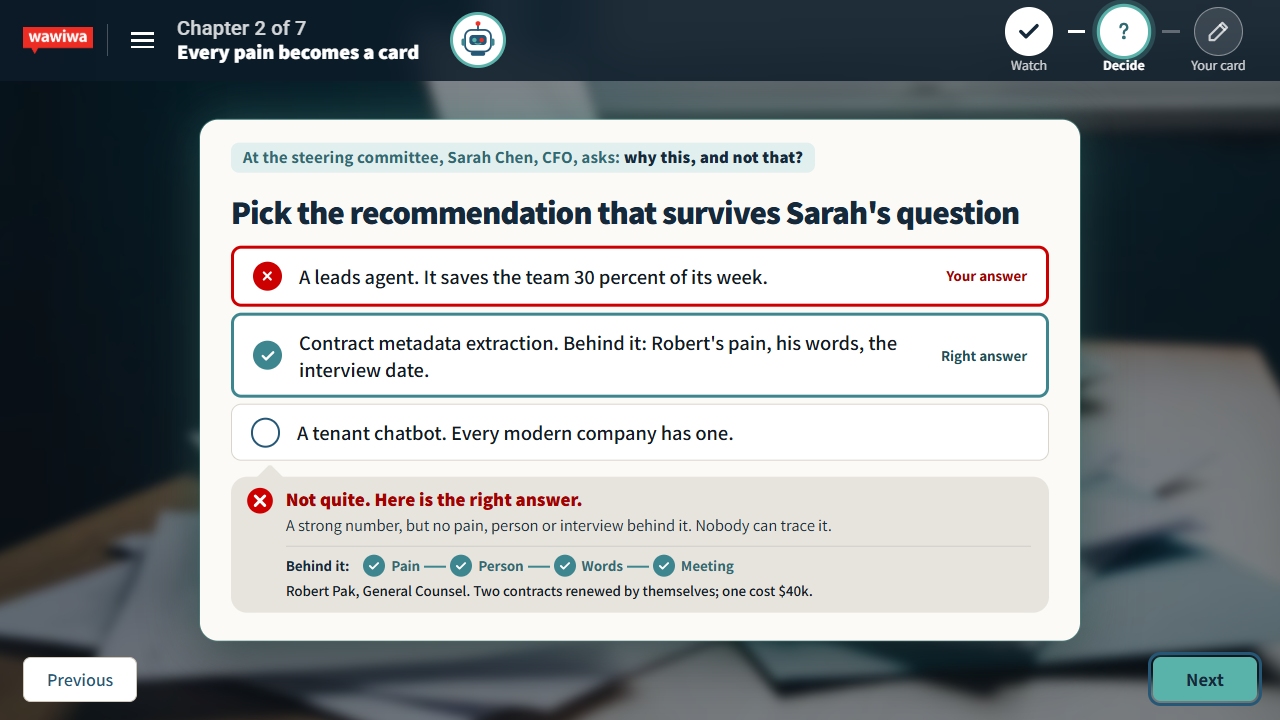 wawiwa
Chapter 2 of 7
Every pain becomes a card
Watch
?
Decide
Your card
At the steering committee, Sarah Chen, CFO, asks: why this, and not that?
Pick the recommendation that survives Sarah's question
A leads agent. It saves the team 30 percent of its week.
Your answer
Contract metadata extraction. Behind it: Robert's pain, his words, the
interview date.
Right answer
A tenant chatbot. Every modern company has one.
Not quite. Here is the right answer.
A strong number, but no pain, person or interview behind it. Nobody can trace it.
Behind it: Pain Person Words Meeting
Robert Pak, General Counsel. Two contracts renewed by themselves; one cost $40k.
Previous
Next